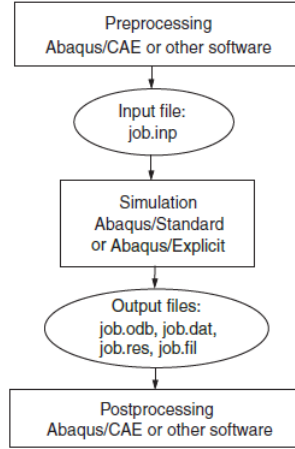 Preprocessing
Abaqus/CAE or other software
Input file:
job.inp
Simulation
Abaqus/Standard
or Abaqus/Explicit
Output files:
job.odb, job.dat,
job.res, job.fil
Postprocessing
Abaqus/CAE or other software